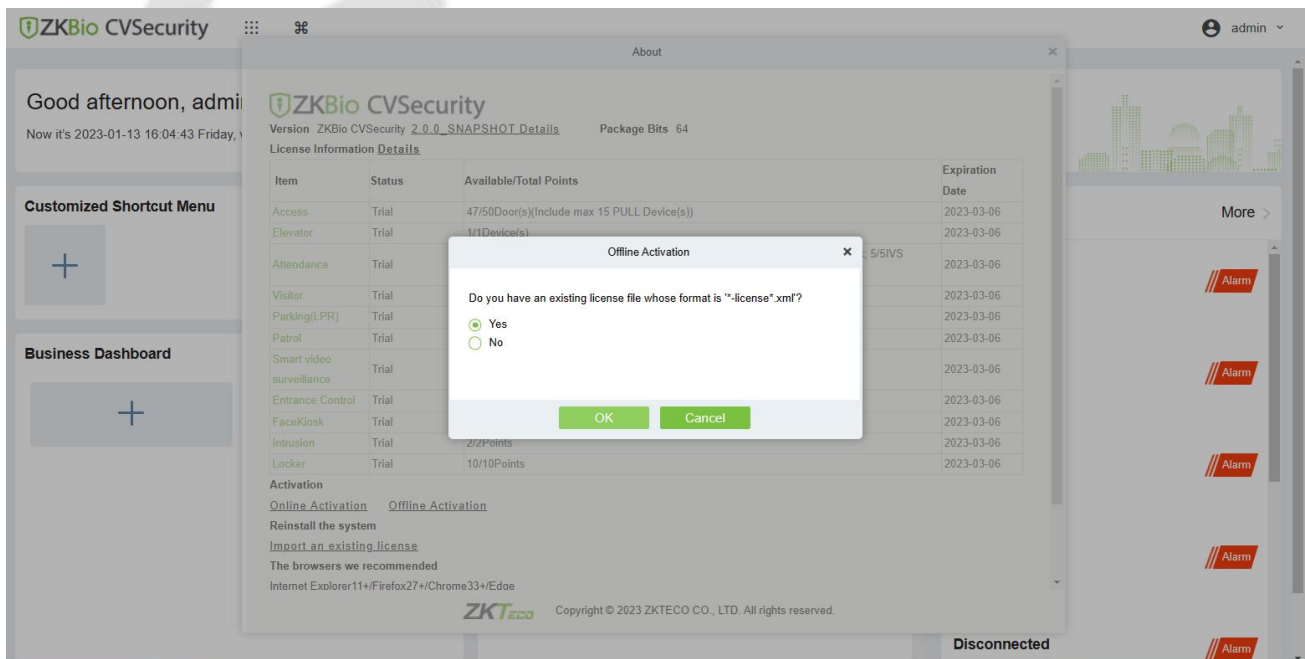 ZKBio CVSecurity
admin
About
Good afternoon, admi
Now it's 2023-01-13 16:04:43 Friday,
ZKBio CVSecurity
Version ZKBio CVSecurity 2.0.0_SNAPSHOT Details Package Bits 64
License Information Details
Item Status Available/Total Points Expiration Date
Access Trial 47/50Door(s)(Include max 15 PULL Device(s)) 2023-03-06
Elevator Trial 1/1Device(s) 2023-03-06
Attendance Trial 5/5IVS 2023-03-06
Visitor Trial 2023-03-06
Parking(LPR) Trial 2023-03-06
Patrol Trial 2023-03-06
Smart video surveillance Trial 2023-03-06
Entrance Control Trial 2023-03-06
FaceKiosk Trial 2023-03-06
Intrusion Trial 2/2Points 2023-03-06
Locker Trial 10/10Points 2023-03-06
Activation
Online Activation Offline Activation
Reinstall the system
Import an existing license
The browsers we recommended
Internet Explorer11+/Firefox27+/Chrome33+/Edge
ZKTeco Copyright © 2023 ZKTECO CO., LTD. All rights reserved.
Offline Activation
Do you have an existing license file whose format is '*-license*.xml'?
Yes
No
OK Cancel
Customized Shortcut Menu
Business Dashboard
More
Alarm
Alarm
Alarm
Alarm
Disconnected
Alarm